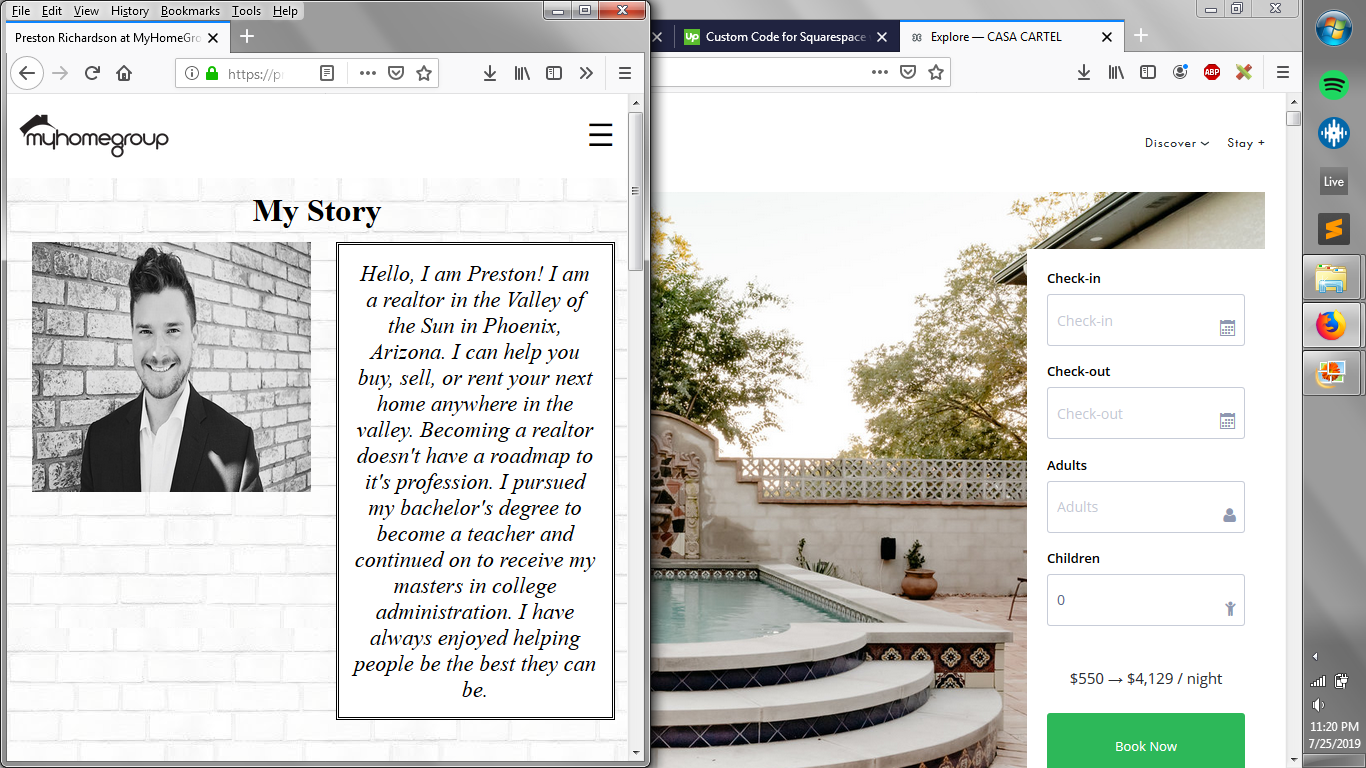 File Edit View History Bookmarks Tools Help
Preston Richardson at MyHomeGro
https://pr
myhomegroup
My Story
Hello, I am Preston! I am
a realtor in the Valley of
the Sun in Phoenix,
Arizona. I can help you
buy, sell, or rent your next
home anywhere in the
valley. Becoming a realtor
doesn't have a roadmap to
it's profession. I pursued
my bachelor's degree to
become a teacher and
continued on to receive my
masters in college
administration. I have
always enjoyed helping
people be the best they can
be.
Up Custom Code for Squarespace
Explore — CASA CARTEL
ABP
Discover Stay +
Check-in
Check-in
Check-out
Check-out
Adults
Adults
Children
0
$550 → $4,129 / night
Book Now
Live
11:20 PM
7/25/2019